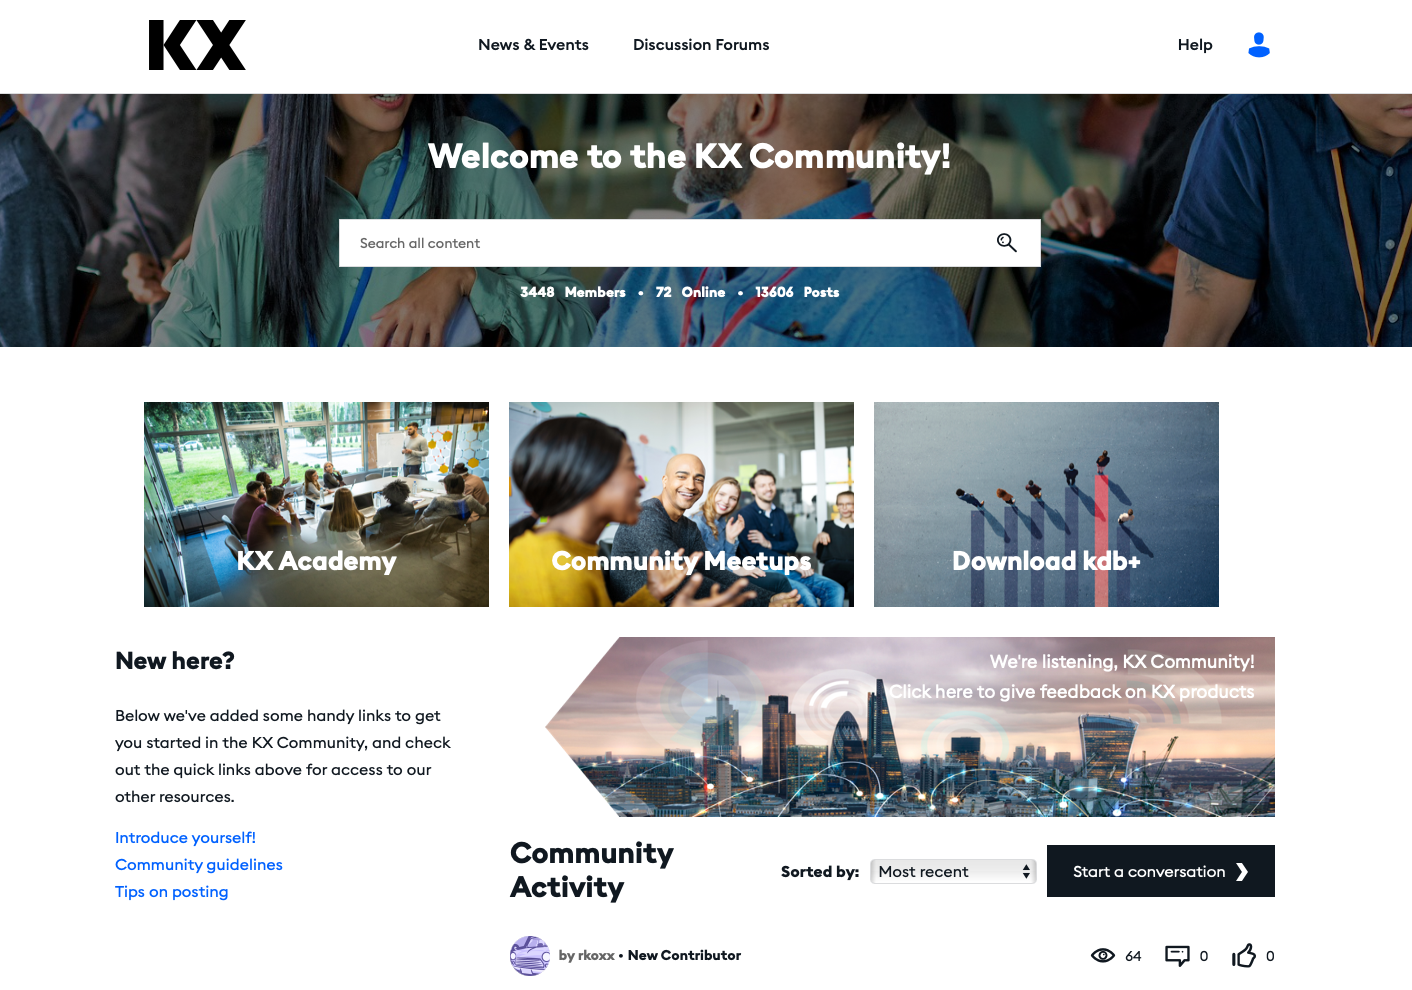 KX
News & Events
Discussion Forums
Help
Welcome to the KX Community!
Search all content
3448 Members • 72 Online • 13606 Posts
KX Academy
Community Meetups
Download kdb+
New here?
Below we've added some handy links to get
you started in the KX Community, and check
out the quick links above for access to our
other resources.
Introduce yourself!
Community guidelines
Tips on posting
We're listening, KX Community!
Click here to give feedback on KX products
Community
Activity
Sorted by:
Most recent
Start a conversation
by rkoxx • New Contributor
64
0
0